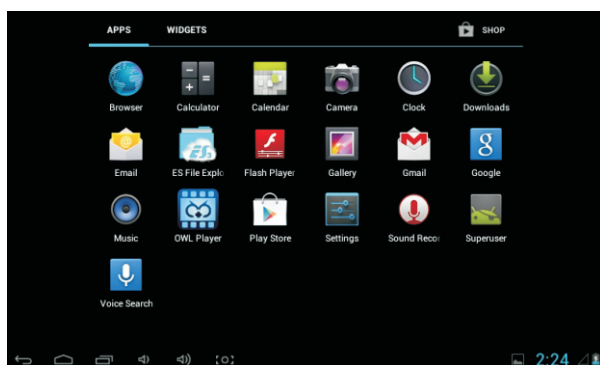 APPS WIDGETS SHOP
Browser Calculator Calendar Camera Clock Downloads
Email ES File Explo Flash Player Gallery Gmail Google
Music OWL Player Play Store Settings Sound Reco Superuser
Voice Search
2:24